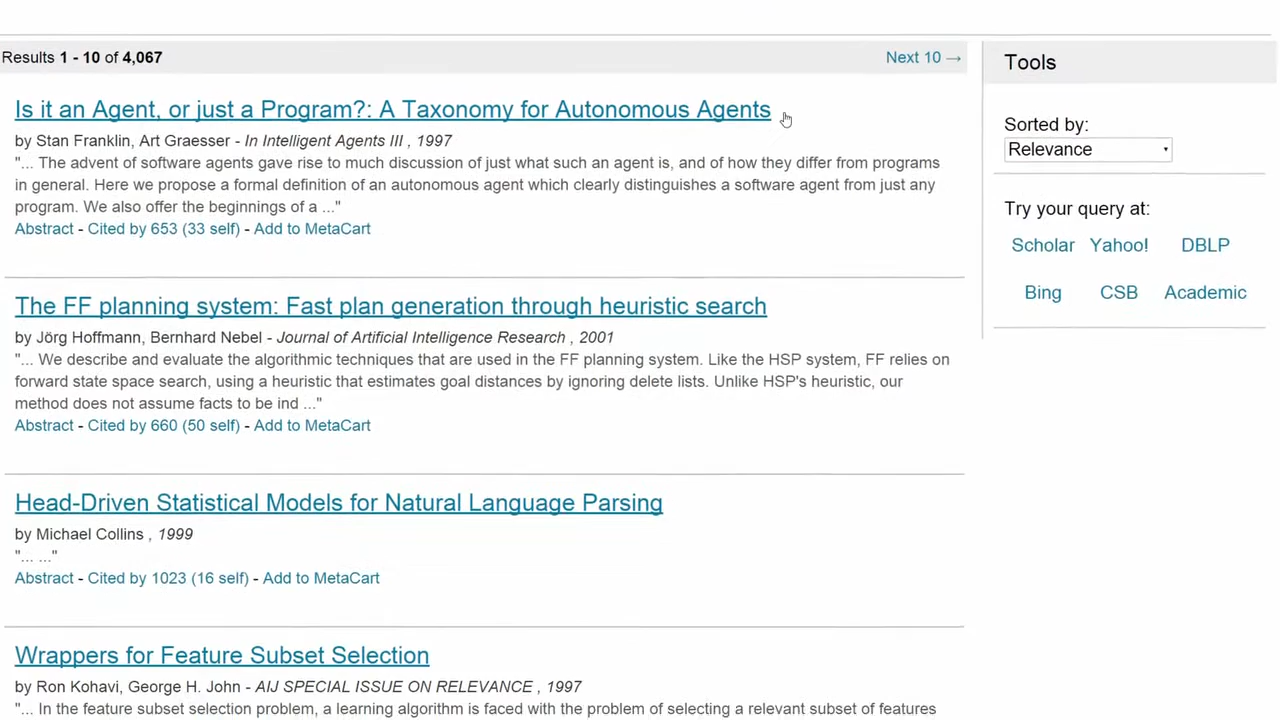 Results 1 - 10 of 4,067
Next 10 →
Is it an Agent, or just a Program?: A Taxonomy for Autonomous Agents
by Stan Franklin, Art Graesser - In Intelligent Agents III , 1997
"... The advent of software agents gave rise to much discussion of just what such an agent is, and of how they differ from programs
in general. Here we propose a formal definition of an autonomous agent which clearly distinguishes a software agent from just any
program. We also offer the beginnings of a ..."
Abstract - Cited by 653 (33 self) - Add to MetaCart
The FF planning system: Fast plan generation through heuristic search
by Jörg Hoffmann, Bernhard Nebel - Journal of Artificial Intelligence Research , 2001
"... We describe and evaluate the algorithmic techniques that are used in the FF planning system. Like the HSP system, FF relies on
forward state space search, using a heuristic that estimates goal distances by ignoring delete lists. Unlike HSP's heuristic, our
method does not assume facts to be ind ..."
Abstract - Cited by 660 (50 self) - Add to MetaCart
Head-Driven Statistical Models for Natural Language Parsing
by Michael Collins , 1999
"... ..."
Abstract - Cited by 1023 (16 self) - Add to MetaCart
Wrappers for Feature Subset Selection
by Ron Kohavi, George H. John - AIJ SPECIAL ISSUE ON RELEVANCE , 1997
"... In the feature subset selection problem, a learning algorithm is faced with the problem of selecting a relevant subset of features
Tools
Sorted by:
Relevance
Try your query at:
Scholar Yahoo! DBLP
Bing CSB Academic